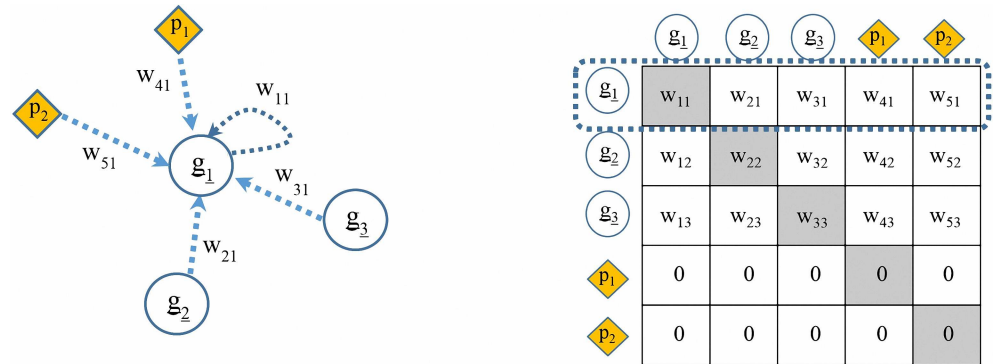 p₁
w₄₁
w₁₁
p₂
w₅₁
g₁
w₃₁
g₃
w₂₁
g₂
g₁ g₂ g₃ p₁ p₂
g₁ w₁₁ w₂₁ w₃₁ w₄₁ w₅₁
g₂ w₁₂ w₂₂ w₃₂ w₄₂ w₅₂
g₃ w₁₃ w₂₃ w₃₃ w₄₃ w₅₃
p₁ 0 0 0 0 0
p₂ 0 0 0 0 0